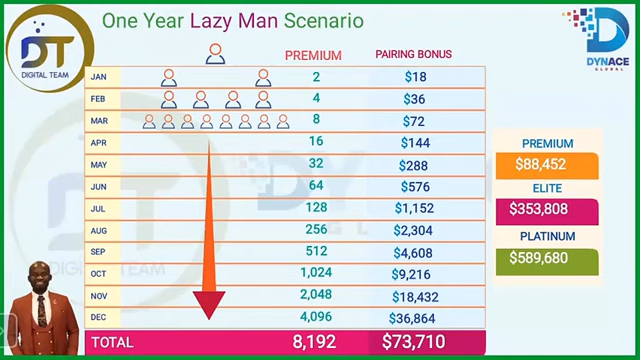 One Year Lazy Man Scenario
DT
DIGITAL TEAM
DYNACE
GLOBAL
PREMIUM PAIRING BONUS
JAN 2 $18
FEB 4 $36
MAR 8 $72
APR 16 $144
MAY 32 $288
JUN 64 $576
JUL 128 $1,152
AUG 256 $2,304
SEP 512 $4,608
OCT 1,024 $9,216
NOV 2,048 $18,432
DEC 4,096 $36,864
TOTAL 8,192 $73,710
PREMIUM
$88,452
ELITE
$353,808
PLATINUM
$589,680
DT
DIGITAL TEAM